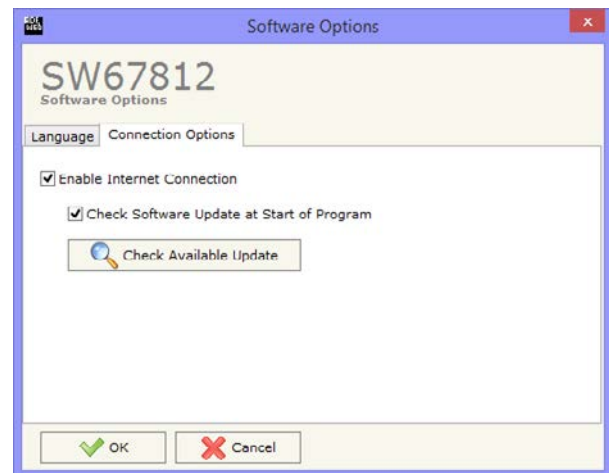 Software Options
x
SW67812
Software Options
Language
Connection Options
Enable Internet Connection
Check Software Update at Start of Program
Check Available Update
OK
Cancel